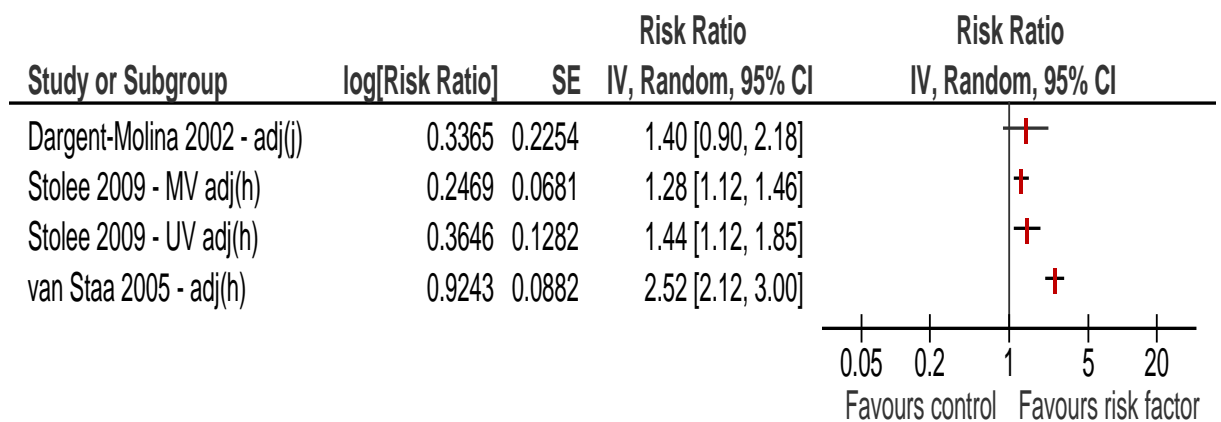 Risk Ratio Risk Ratio
Study or Subgroup log[Risk Ratio] SE IV, Random, 95% CI IV, Random, 95% CI
Dargent-Molina 2002 - adj(j) 0.3365 0.2254 1.40 [0.90, 2.18]
Stolee 2009 - MV adj(h) 0.2469 0.0681 1.28 [1.12, 1.46]
Stolee 2009 - UV adj(h) 0.3646 0.1282 1.44 [1.12, 1.85]
van Staa 2005 - adj(h) 0.9243 0.0882 2.52 [2.12, 3.00]
0.05 0.2 1 5 20
Favours control Favours risk factor